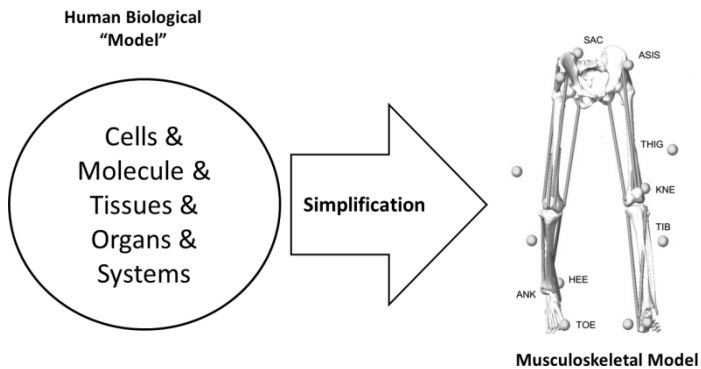 Human Biological
“Model”
Cells &
Molecule &
Tissues &
Organs &
Systems
Simplification
SAC
ASIS
THIG
KNE
TIB
HEE
ANK
TOE
Musculoskeletal Model